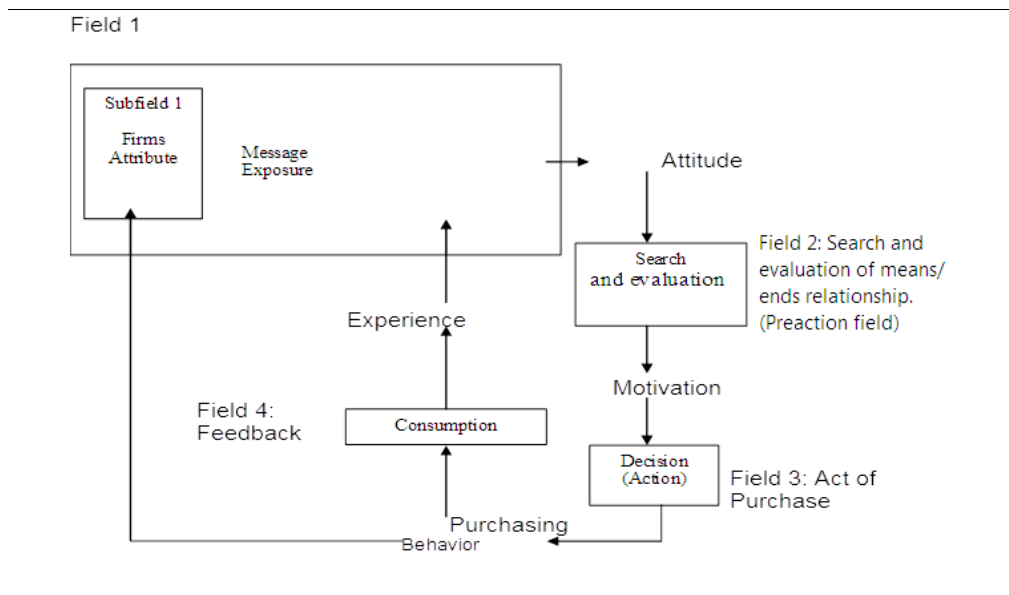 Field 1
Subfield 1
Firms
Attribute
Message
Exposure
Attitude
Search
and evaluation
Field 2: Search and
evaluation of means/
ends relationship.
(Preaction field)
Experience
Motivation
Field 4:
Feedback
Consumption
Decision
(Action)
Field 3: Act of
Purchase
Purchasing
Behavior